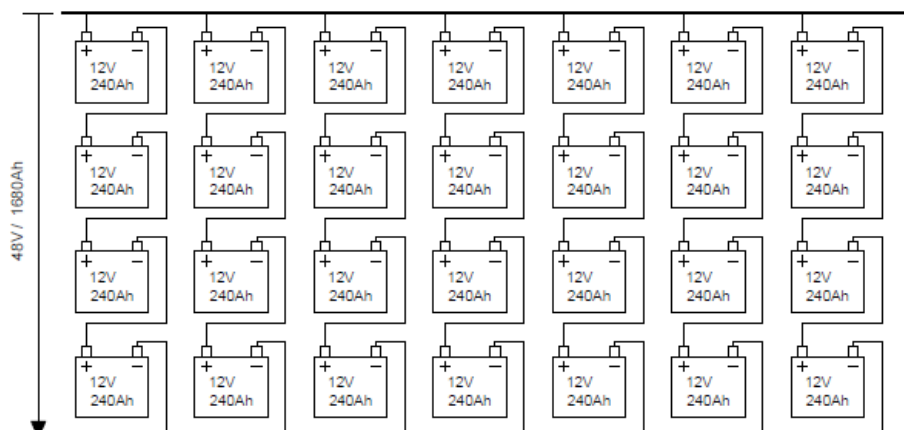 48V / 1680Ah
+ − + − + − + − + − + − + −
12V 12V 12V 12V 12V 12V 12V
240Ah 240Ah 240Ah 240Ah 240Ah 240Ah 240Ah
+ − + − + − + − + − + − + −
12V 12V 12V 12V 12V 12V 12V
240Ah 240Ah 240Ah 240Ah 240Ah 240Ah 240Ah
+ − + − + − + − + − + − + −
12V 12V 12V 12V 12V 12V 12V
240Ah 240Ah 240Ah 240Ah 240Ah 240Ah 240Ah
+ − + − + − + − + − + − + −
12V 12V 12V 12V 12V 12V 12V
240Ah 240Ah 240Ah 240Ah 240Ah 240Ah 240Ah